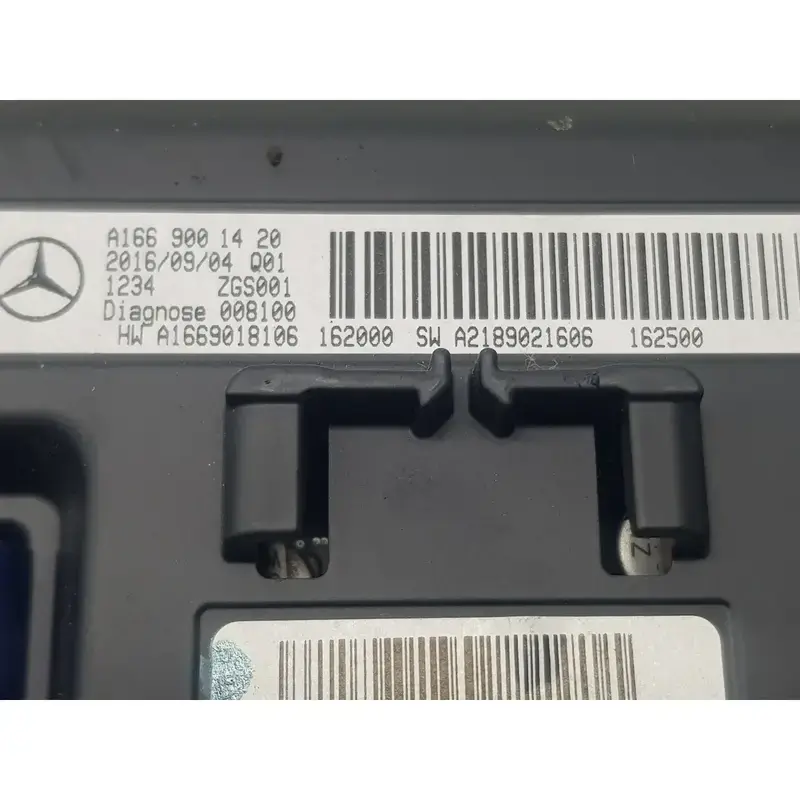 A166 900 14 20
2016/09/04 Q01
1234 ZGS001
Diagnose 008100
HW A1669018106 162000 SW A2189021606 162500
Z